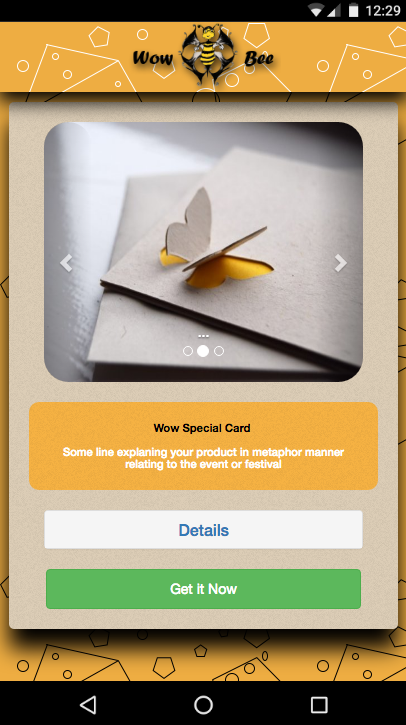 12:29
Wow Bee
...
Wow Special Card
Some line explaning your product in metaphor manner
relating to the event or festival
Details
Get it Now